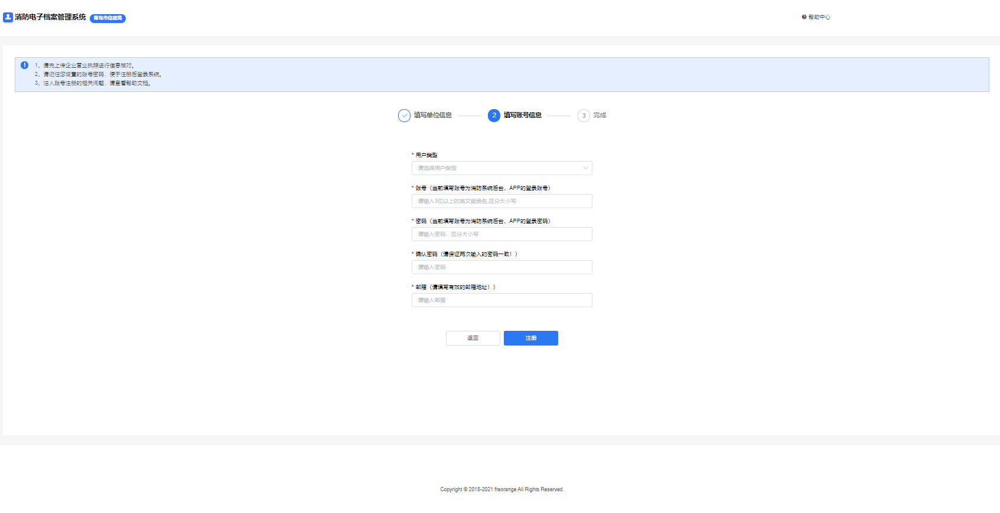 消防电子档案管理系统 青岛市住建局
帮助中心
1、请先上传企业营业执照进行信息核对。
2、请记住您设置的账号密码，便于注册后登录系统。
3、法人账号注册的相关问题，请查看帮助文档。
填写单位信息 2 填写账号信息 3 完成
* 用户类型
请选择用户类型
* 账号（当前填写账号为消防系统后台、APP的登录账号）
请输入3位以上的英文登录名,区分大小写
* 密码（当前填写账号为消防系统后台、APP的登录密码）
请输入密码，区分大小写
* 确认密码（请保证两次输入的密码一致！）
请输入密码
* 邮箱（请填写有效的邮箱地址！）
请输入邮箱
返回 注册
Copyright © 2018-2021 freorange All Rights Reserved.